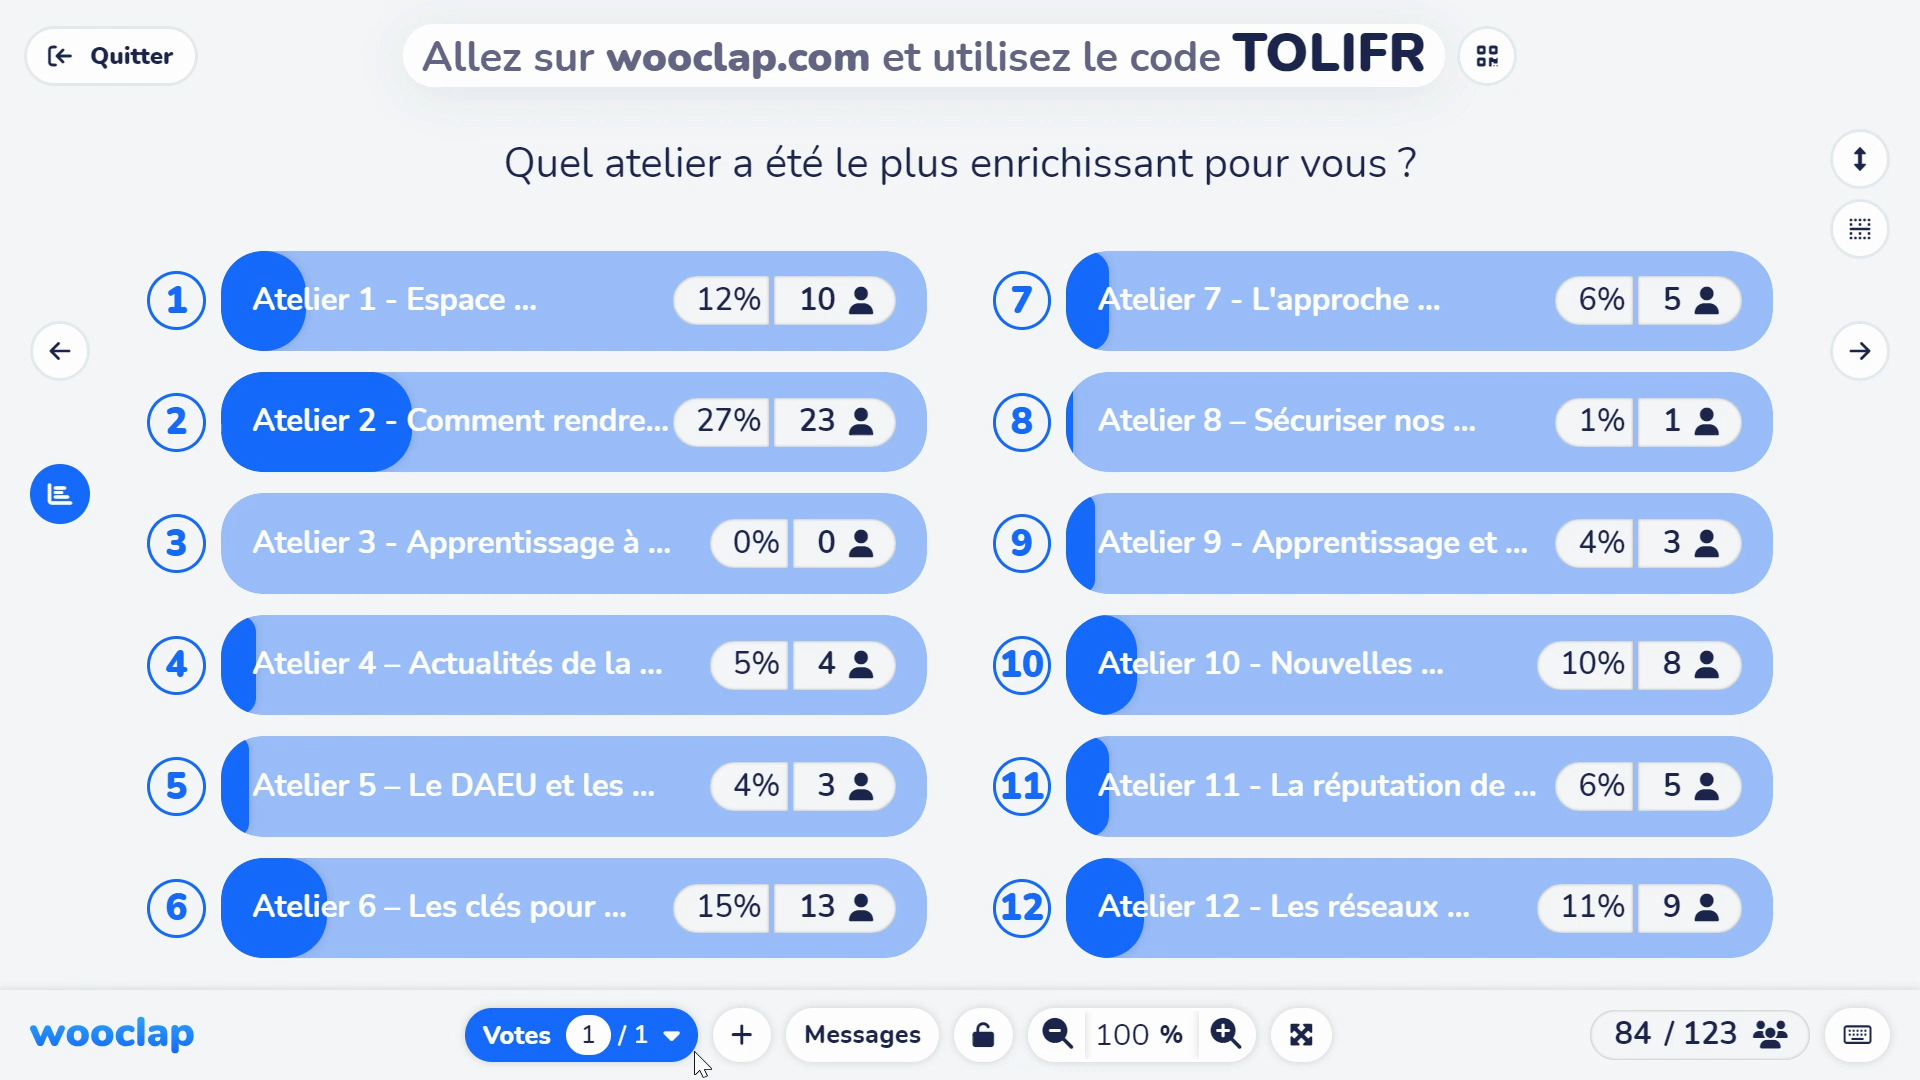 Quitter
Allez sur wooclap.com et utilisez le code TOLIFR
Quel atelier a été le plus enrichissant pour vous ?
1 Atelier 1 - Espace ... 12% 10
2 Atelier 2 - Comment rendre... 27% 23
3 Atelier 3 - Apprentissage à ... 0% 0
4 Atelier 4 – Actualités de la ... 5% 4
5 Atelier 5 – Le DAEU et les ... 4% 3
6 Atelier 6 – Les clés pour ... 15% 13
7 Atelier 7 - L'approche ... 6% 5
8 Atelier 8 – Sécuriser nos ... 1% 1
9 Atelier 9 - Apprentissage et ... 4% 3
10 Atelier 10 - Nouvelles ... 10% 8
11 Atelier 11 - La réputation de ... 6% 5
12 Atelier 12 - Les réseaux ... 11% 9
wooclap
Votes 1 / 1
Messages
100 %
84 / 123